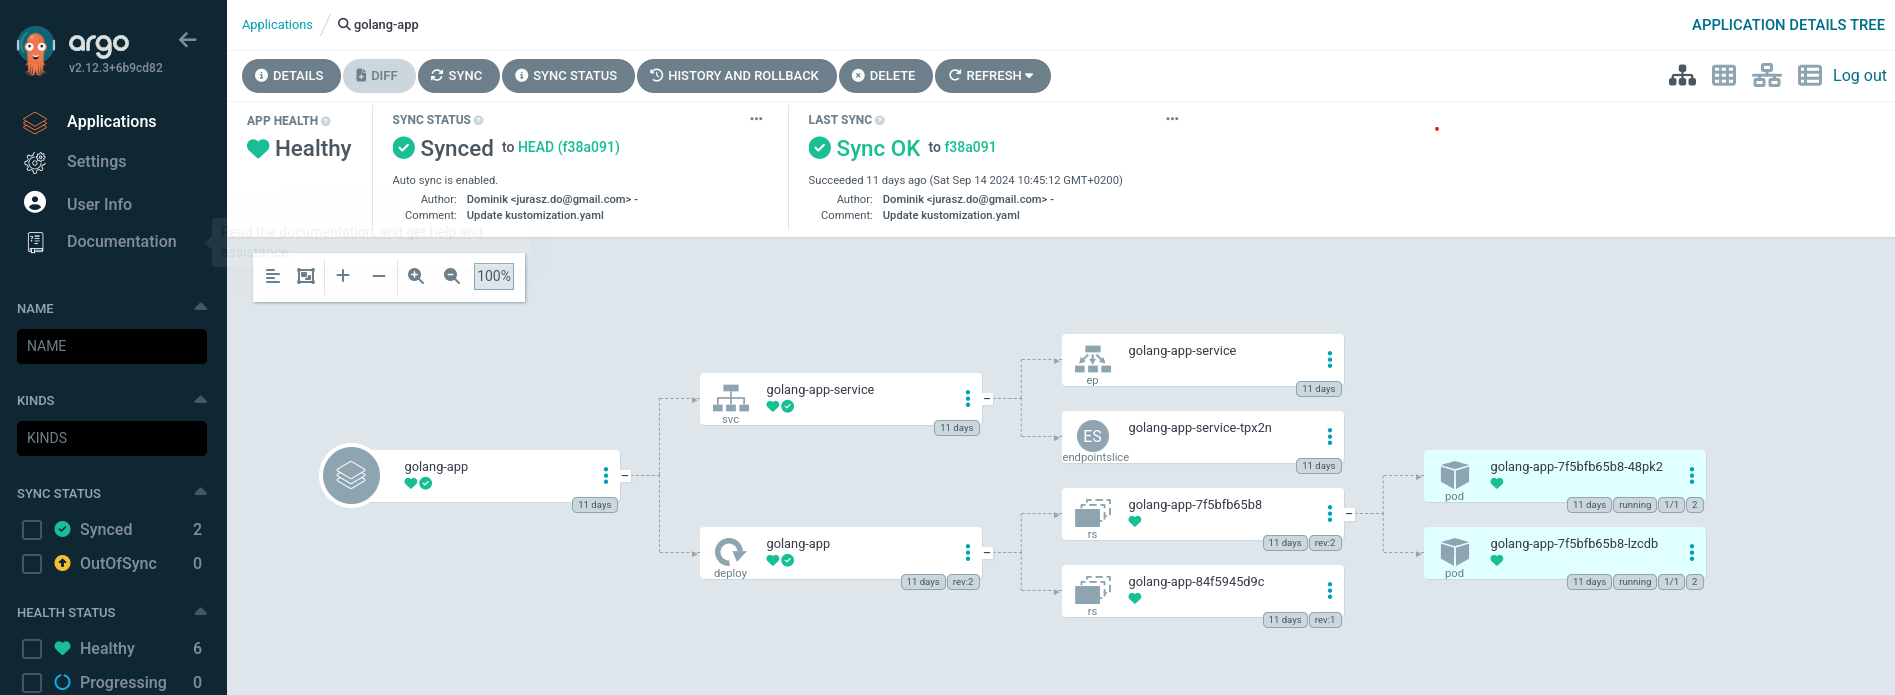 argo
v2.12.3+6b9cd82
Applications
Settings
User Info
Documentation
NAME
NAME
KINDS
KINDS
SYNC STATUS
Synced 2
OutOfSync 0
HEALTH STATUS
Healthy 6
Progressing 0
Applications / golang-app
APPLICATION DETAILS TREE
DETAILS DIFF SYNC SYNC STATUS HISTORY AND ROLLBACK DELETE REFRESH
Log out
APP HEALTH
Healthy
SYNC STATUS
Synced to HEAD (f38a091)
Auto sync is enabled.
Author: Dominik <jurasz.do@gmail.com> -
Comment: Update kustomization.yaml
LAST SYNC
Sync OK to f38a091
Succeeded 11 days ago (Sat Sep 14 2024 10:45:12 GMT+0200)
Author: Dominik <jurasz.do@gmail.com> -
Comment: Update kustomization.yaml
Read the documentation, and get help and
assistance.
100%
golang-app
11 days
golang-app-service
svc
11 days
golang-app
deploy
11 days rev:2
golang-app-service
ep
11 days
ES
golang-app-service-tpx2n
endpointslice
11 days
golang-app-7f5bfb65b8
rs
11 days rev:2
golang-app-84f5945d9c
rs
11 days rev:1
golang-app-7f5bfb65b8-48pk2
pod
11 days running 1/1 2
golang-app-7f5bfb65b8-lzcdb
pod
11 days running 1/1 2